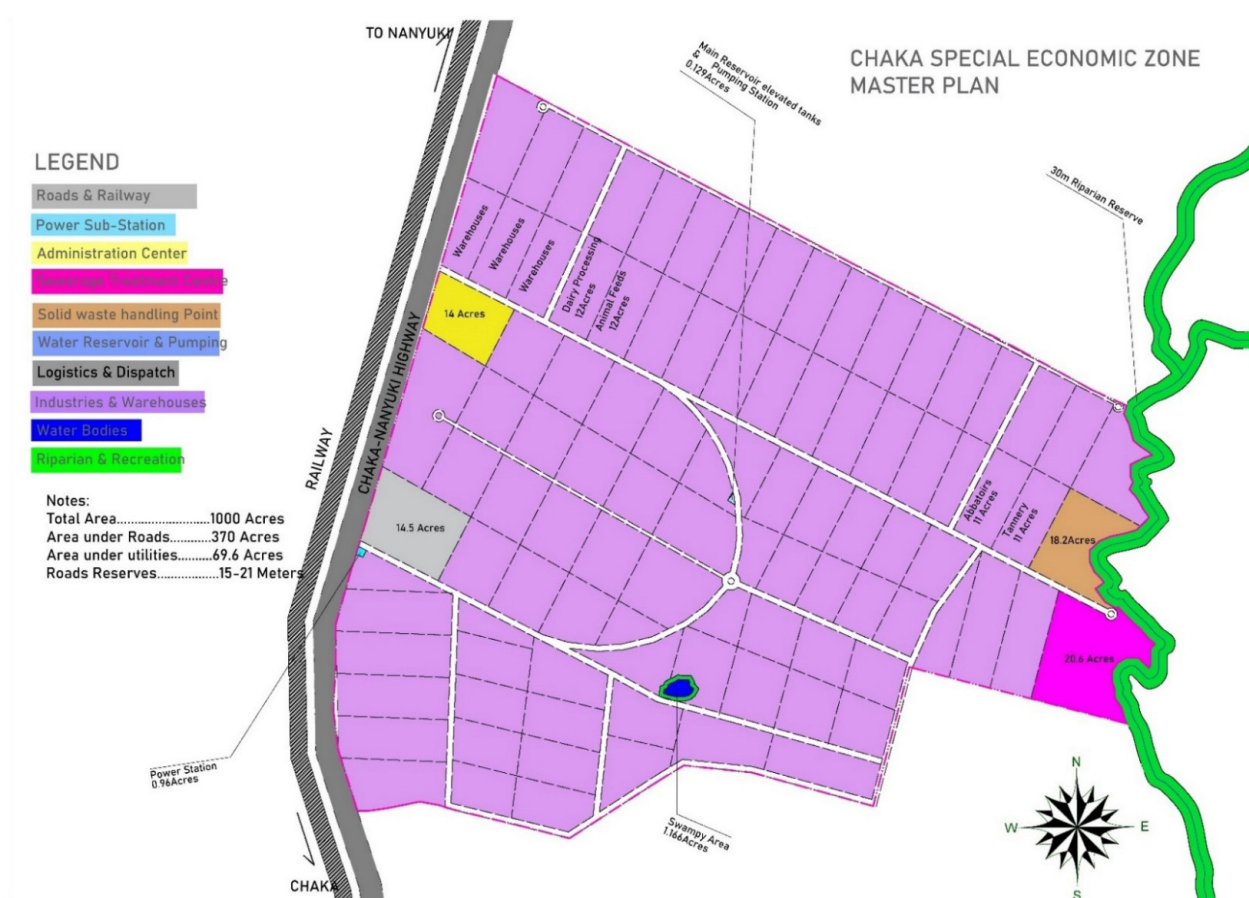 TO NANYUKI
CHAKA SPECIAL ECONOMIC ZONE
MASTER PLAN
Main Reservoir elevated tanks
& Pumping Station
0.129Acres
30m Riparian Reserve
LEGEND
Roads & Railway
Power Sub-Station
Administration Center
Sewerage Treatment Centre
Solid waste handling Point
Water Reservoir & Pumping
Logistics & Dispatch
Industries & Warehouses
Water Bodies
Riparian & Recreation
Notes:
Total Area.........................1000 Acres
Area under Roads.......370 Acres
Area under utilities.........69.6 Acres
Roads Reserves................15-21 Meters
RAILWAY
CHAKA-NANYUKI HIGHWAY
Warehouses
Warehouses
Warehouses
Dairy Processing
12Acres
Animal Feeds
12Acres
14 Acres
14.5 Acres
Abbatoirs
11 Acres
Tannery
11 Acres
18.2Acres
20.6 Acres
Power Station
0.96Acres
Swampy Area
1.166Acres
CHAKA
N
W
E
S